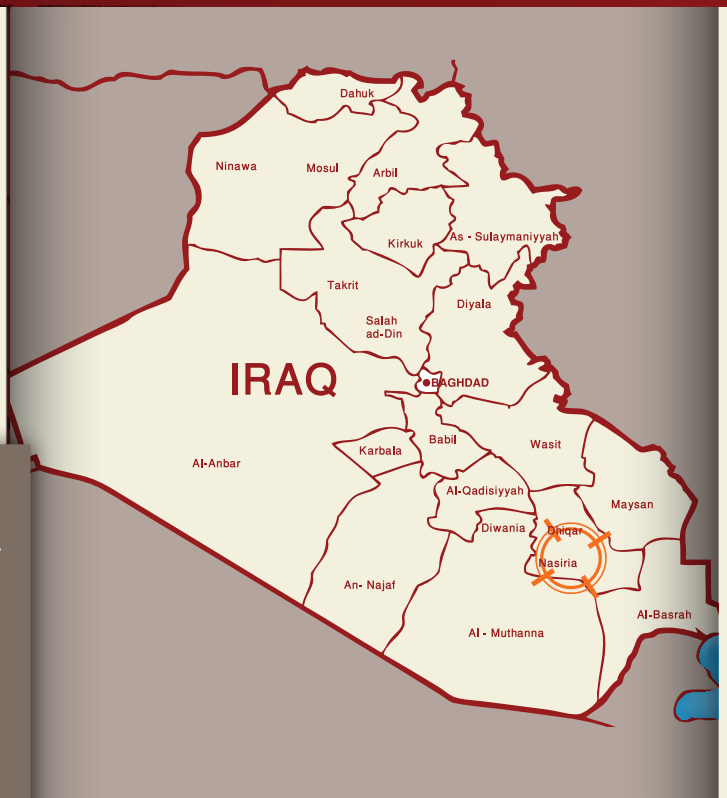 Dahuk
Ninawa
Mosul
Arbil
Kirkuk
As - Sulaymaniyyah
Takrit
Diyala
Salah
ad-Din
IRAQ
BAGHDAD
Karbala
Babil
Wasit
Al-Anbar
Al-Qadisiyyah
Maysan
Diwania
Dhiqar
Nasiria
An- Najaf
Al-Basrah
Al - Muthanna